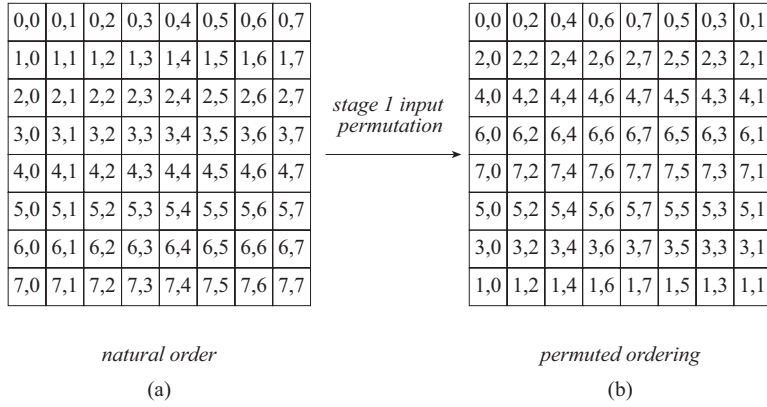 0,0 0,1 0,2 0,3 0,4 0,5 0,6 0,7 0,0 0,2 0,4 0,6 0,7 0,5 0,3 0,1
1,0 1,1 1,2 1,3 1,4 1,5 1,6 1,7 2,0 2,2 2,4 2,6 2,7 2,5 2,3 2,1
2,0 2,1 2,2 2,3 2,4 2,5 2,6 2,7 4,0 4,2 4,4 4,6 4,7 4,5 4,3 4,1
stage 1 input
permutation
3,0 3,1 3,2 3,3 3,4 3,5 3,6 3,7 6,0 6,2 6,4 6,6 6,7 6,5 6,3 6,1
4,0 4,1 4,2 4,3 4,4 4,5 4,6 4,7 7,0 7,2 7,4 7,6 7,7 7,5 7,3 7,1
5,0 5,1 5,2 5,3 5,4 5,5 5,6 5,7 5,0 5,2 5,4 5,6 5,7 5,5 5,3 5,1
6,0 6,1 6,2 6,3 6,4 6,5 6,6 6,7 3,0 3,2 3,4 3,6 3,7 3,5 3,3 3,1
7,0 7,1 7,2 7,3 7,4 7,5 7,6 7,7 1,0 1,2 1,4 1,6 1,7 1,5 1,3 1,1
natural order permuted ordering
(a) (b)